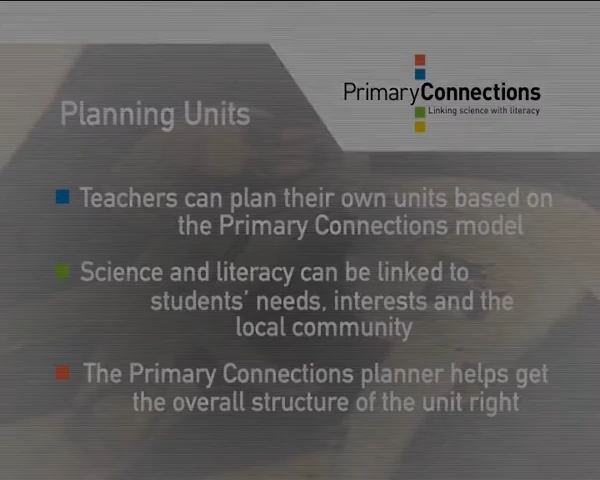 PrimaryConnections
Linking science with literacy
Planning Units
Teachers can plan their own units based on
the Primary Connections model
Science and literacy can be linked to
students' needs, interests and the
local community
The Primary Connections planner helps get
the overall structure of the unit right